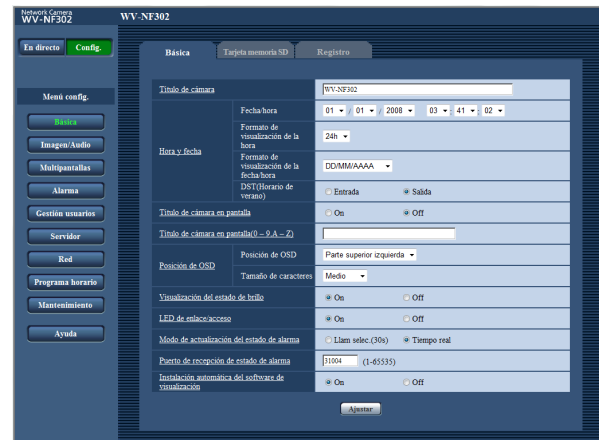 Network Camera
WV-NF302
WV-NF302
En directo Config.
Básica Tarjeta memoria SD Registro
Menú config.
Básica
Imagen/Audio
Multipantallas
Alarma
Gestión usuarios
Servidor
Red
Programa horario
Mantenimiento
Ayuda
Título de cámara WV-NF302
Hora y fecha
Fecha/hora 01 / 01 / 2008 03 : 41 : 02
Formato de
visualización de la
hora
24h
Formato de
visualización de la
fecha/hora
DD/MM/AAAA
DST(Horario de
verano)
Entrada Salida
Título de cámara en pantalla On Off
Título de cámara en pantalla(0 – 9,A – Z)
Posición de OSD
Posición de OSD Parte superior izquierda
Tamaño de caracteres Medio
Visualización del estado de brillo On Off
LED de enlace/acceso On Off
Modo de actualización del estado de alarma Llam selec.(30s) Tiempo real
Puerto de recepción de estado de alarma 31004 (1-65535)
Instalación automática del software de
visualización
On Off
Ajustar